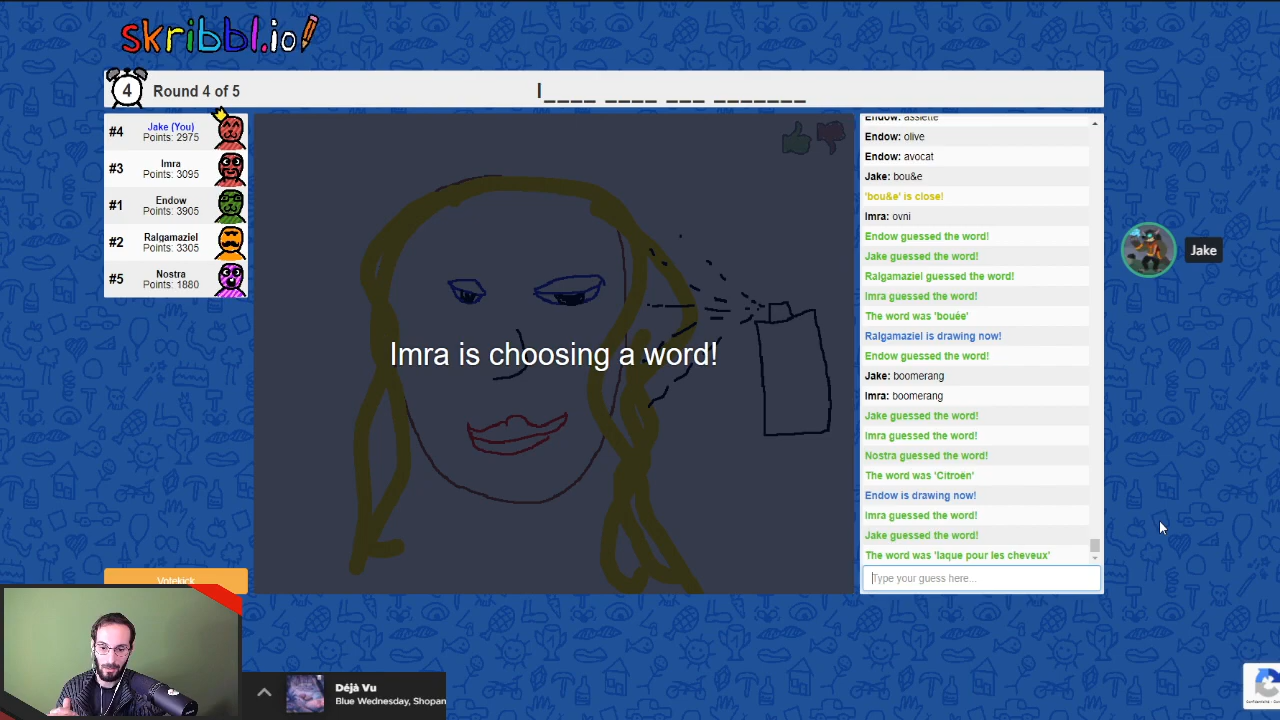 skribbl.io
4
Round 4 of 5
l____ ____ ___ _______
#4
Jake (You)
Points: 2975
#3
Imra
Points: 3095
#1
Endow
Points: 3905
#2
Ralgamaziel
Points: 3305
#5
Nostra
Points: 1880
Imra is choosing a word!
Endow: assiette
Endow: olive
Endow: avocat
Jake: bou&e
'bou&e' is close!
Imra: ovni
Endow guessed the word!
Jake guessed the word!
Ralgamaziel guessed the word!
Imra guessed the word!
The word was 'bouée'
Ralgamaziel is drawing now!
Endow guessed the word!
Jake: boomerang
Imra: boomerang
Jake guessed the word!
Imra guessed the word!
Nostra guessed the word!
The word was 'Citroën'
Endow is drawing now!
Imra guessed the word!
Jake guessed the word!
The word was 'laque pour les cheveux'
Type your guess here...
Jake
Votekick
Déjà Vu
Blue Wednesday, Shopan